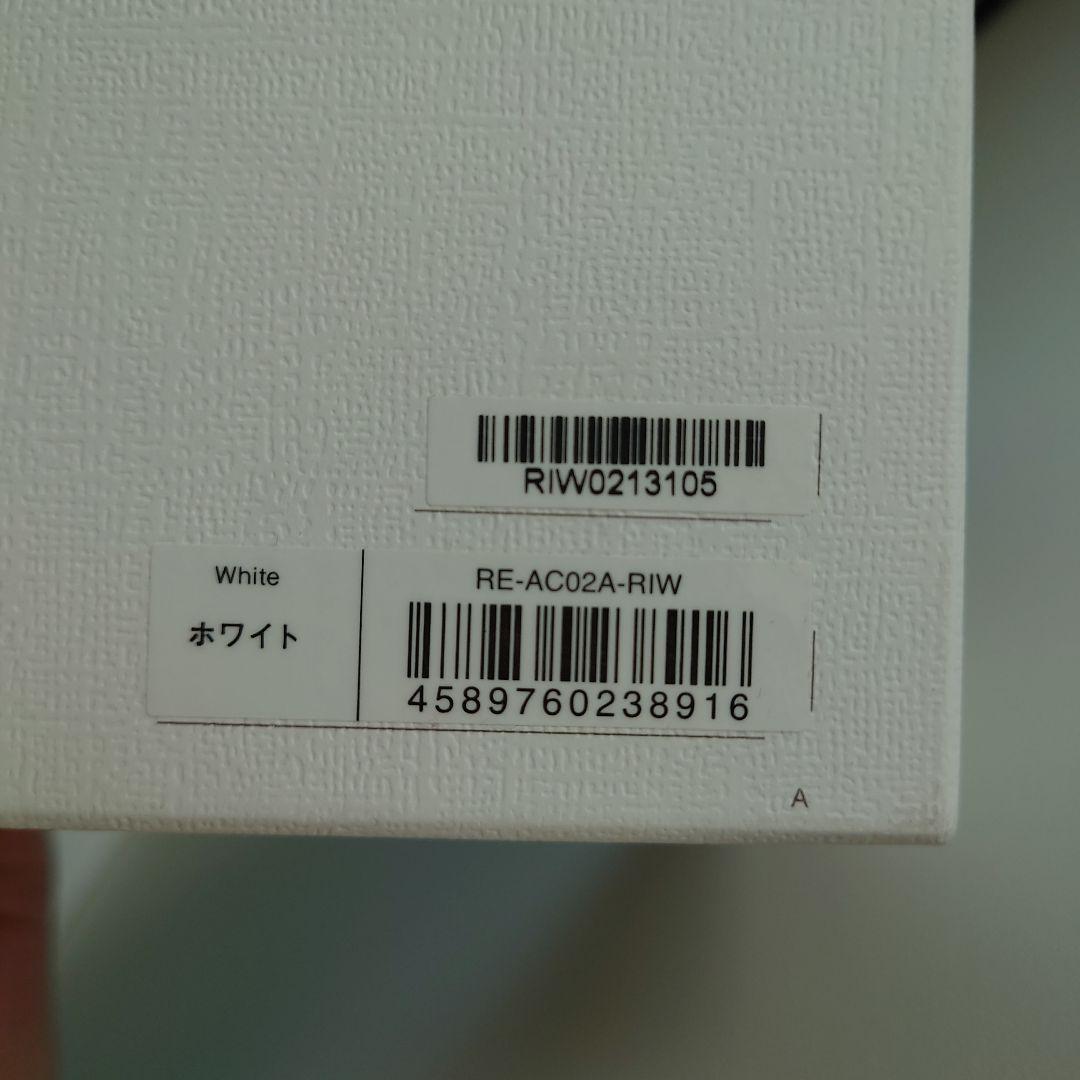 RIW0213105
White
ホワイト
RE-AC02A-RIW
4589760238916
A